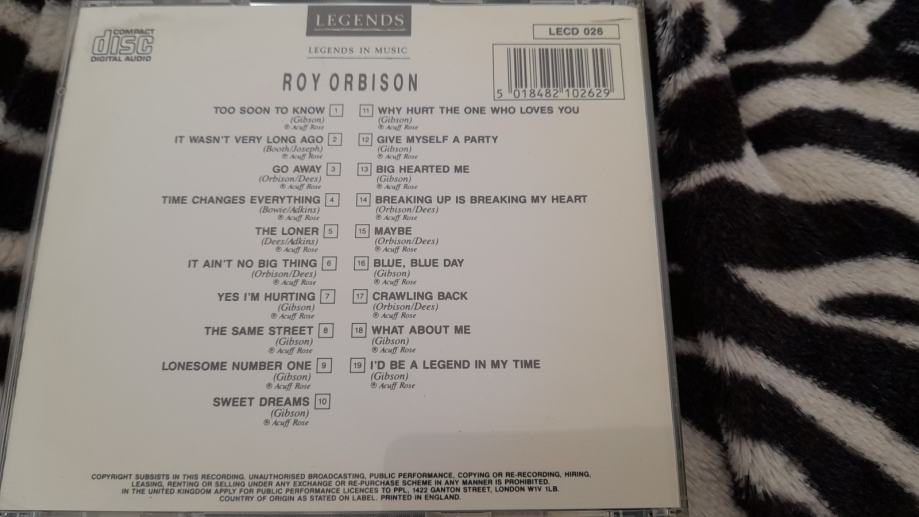 COMPACT
disc
DIGITAL AUDIO
LEGENDS
LEGENDS IN MUSIC
LECD 026
5 018482 102629
ROY ORBISON
TOO SOON TO KNOW 1
(Gibson)
℗ Acuff Rose
IT WASN'T VERY LONG AGO 2
(Booth/Joseph)
℗ Acuff Rose
GO AWAY 3
(Orbison/Dees)
℗ Acuff Rose
TIME CHANGES EVERYTHING 4
(Bowie/Adkins)
℗ Acuff Rose
THE LONER 5
(Dees/Adkins)
℗ Acuff Rose
IT AIN'T NO BIG THING 6
(Orbison/Dees)
℗ Acuff Rose
YES I'M HURTING 7
(Gibson)
℗ Acuff Rose
THE SAME STREET 8
(Gibson)
℗ Acuff Rose
LONESOME NUMBER ONE 9
(Gibson)
℗ Acuff Rose
SWEET DREAMS 10
(Gibson)
℗ Acuff Rose
11 WHY HURT THE ONE WHO LOVES YOU
(Gibson)
℗ Acuff Rose
12 GIVE MYSELF A PARTY
(Gibson)
℗ Acuff Rose
13 BIG HEARTED ME
(Gibson)
℗ Acuff Rose
14 BREAKING UP IS BREAKING MY HEART
(Orbison/Dees)
℗ Acuff Rose
15 MAYBE
(Orbison/Dees)
℗ Acuff Rose
16 BLUE, BLUE DAY
(Gibson)
℗ Acuff Rose
17 CRAWLING BACK
(Orbison/Dees)
℗ Acuff Rose
18 WHAT ABOUT ME
(Gibson)
℗ Acuff Rose
19 I'D BE A LEGEND IN MY TIME
(Gibson)
℗ Acuff Rose
COPYRIGHT SUBSISTS IN THIS RECORDING. UNAUTHORISED BROADCASTING, PUBLIC PERFORMANCE, COPYING OR RE-RECORDING, HIRING,
LEASING, RENTING OR SELLING UNDER ANY EXCHANGE OR RE-PURCHASE SCHEME IN ANY MANNER IS PROHIBITED.
IN THE UNITED KINGDOM APPLY FOR PUBLIC PERFORMANCE LICENCES TO PPL, 1422 GANTON STREET, LONDON W1V 1LB.
COUNTRY OF ORIGIN AS STATED ON LABEL. PRINTED IN ENGLAND.